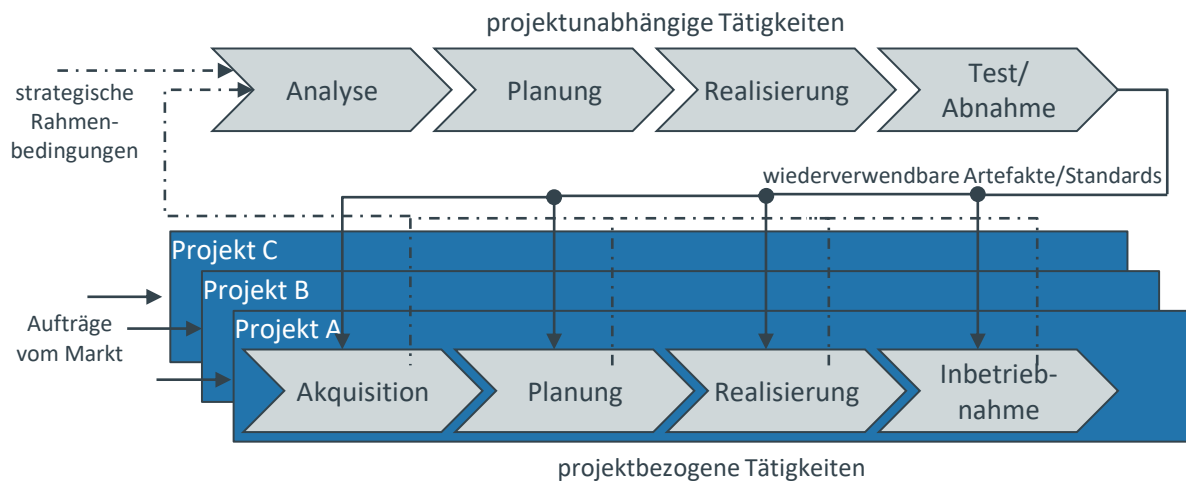 projektunabhängige Tätigkeiten
strategische
Rahmen-
bedingungen
Analyse
Planung
Realisierung
Test/
Abnahme
wiederverwendbare Artefakte/Standards
Projekt C
Projekt B
Projekt A
Aufträge
vom Markt
Akquisition
Planung
Realisierung
Inbetrieb-
nahme
projektbezogene Tätigkeiten